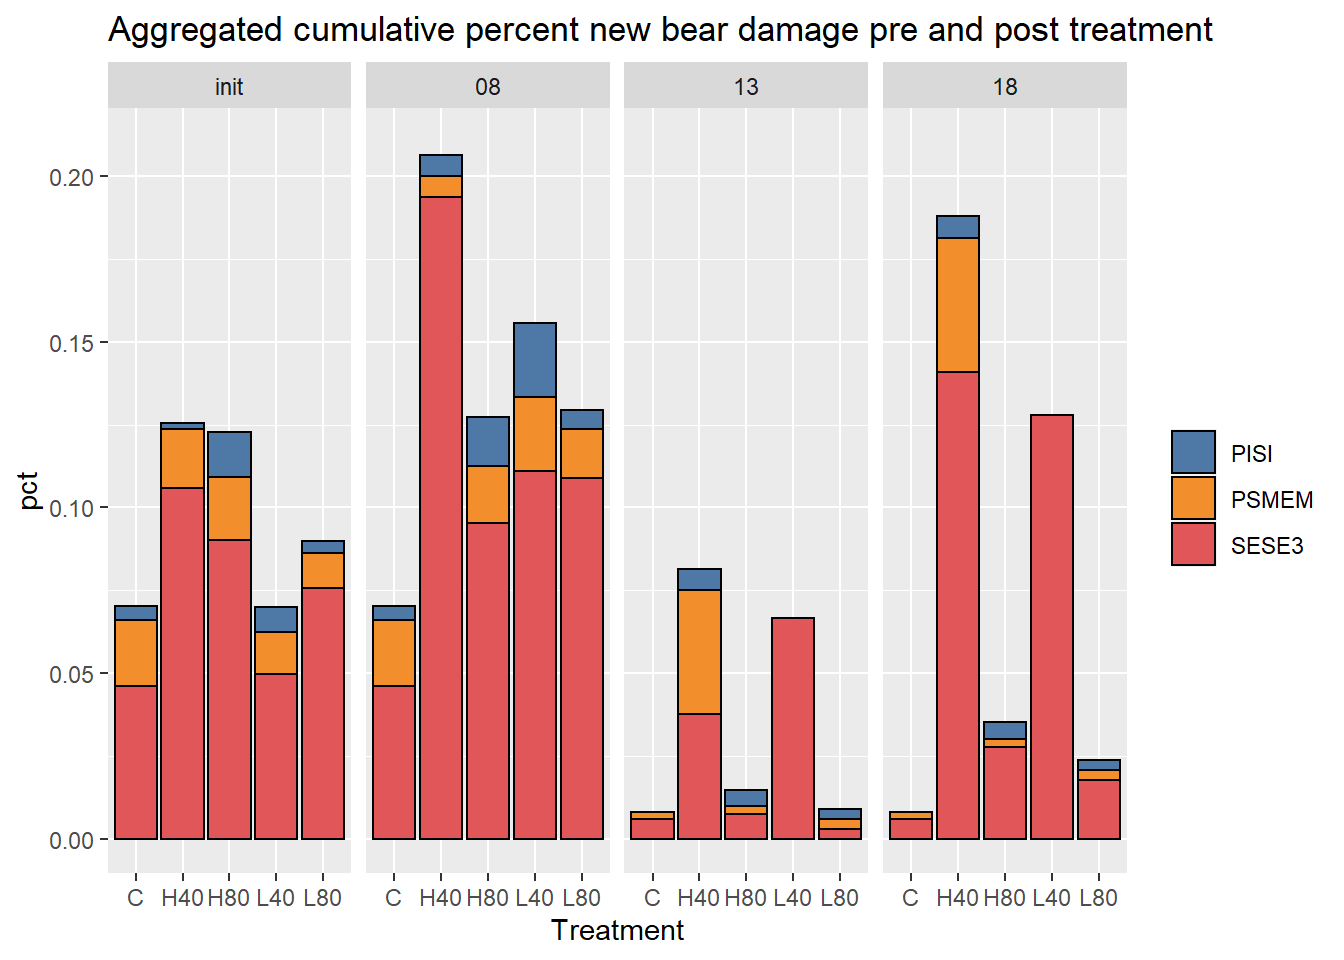 Aggregated cumulative percent new bear damage pre and post treatment
init 08 13 18
0.20
0.15
0.10
0.05
0.00
pct
C H40 H80 L40 L80 C H40 H80 L40 L80 C H40 H80 L40 L80 C H40 H80 L40 L80
Treatment
PISI
PSMEM
SESE3